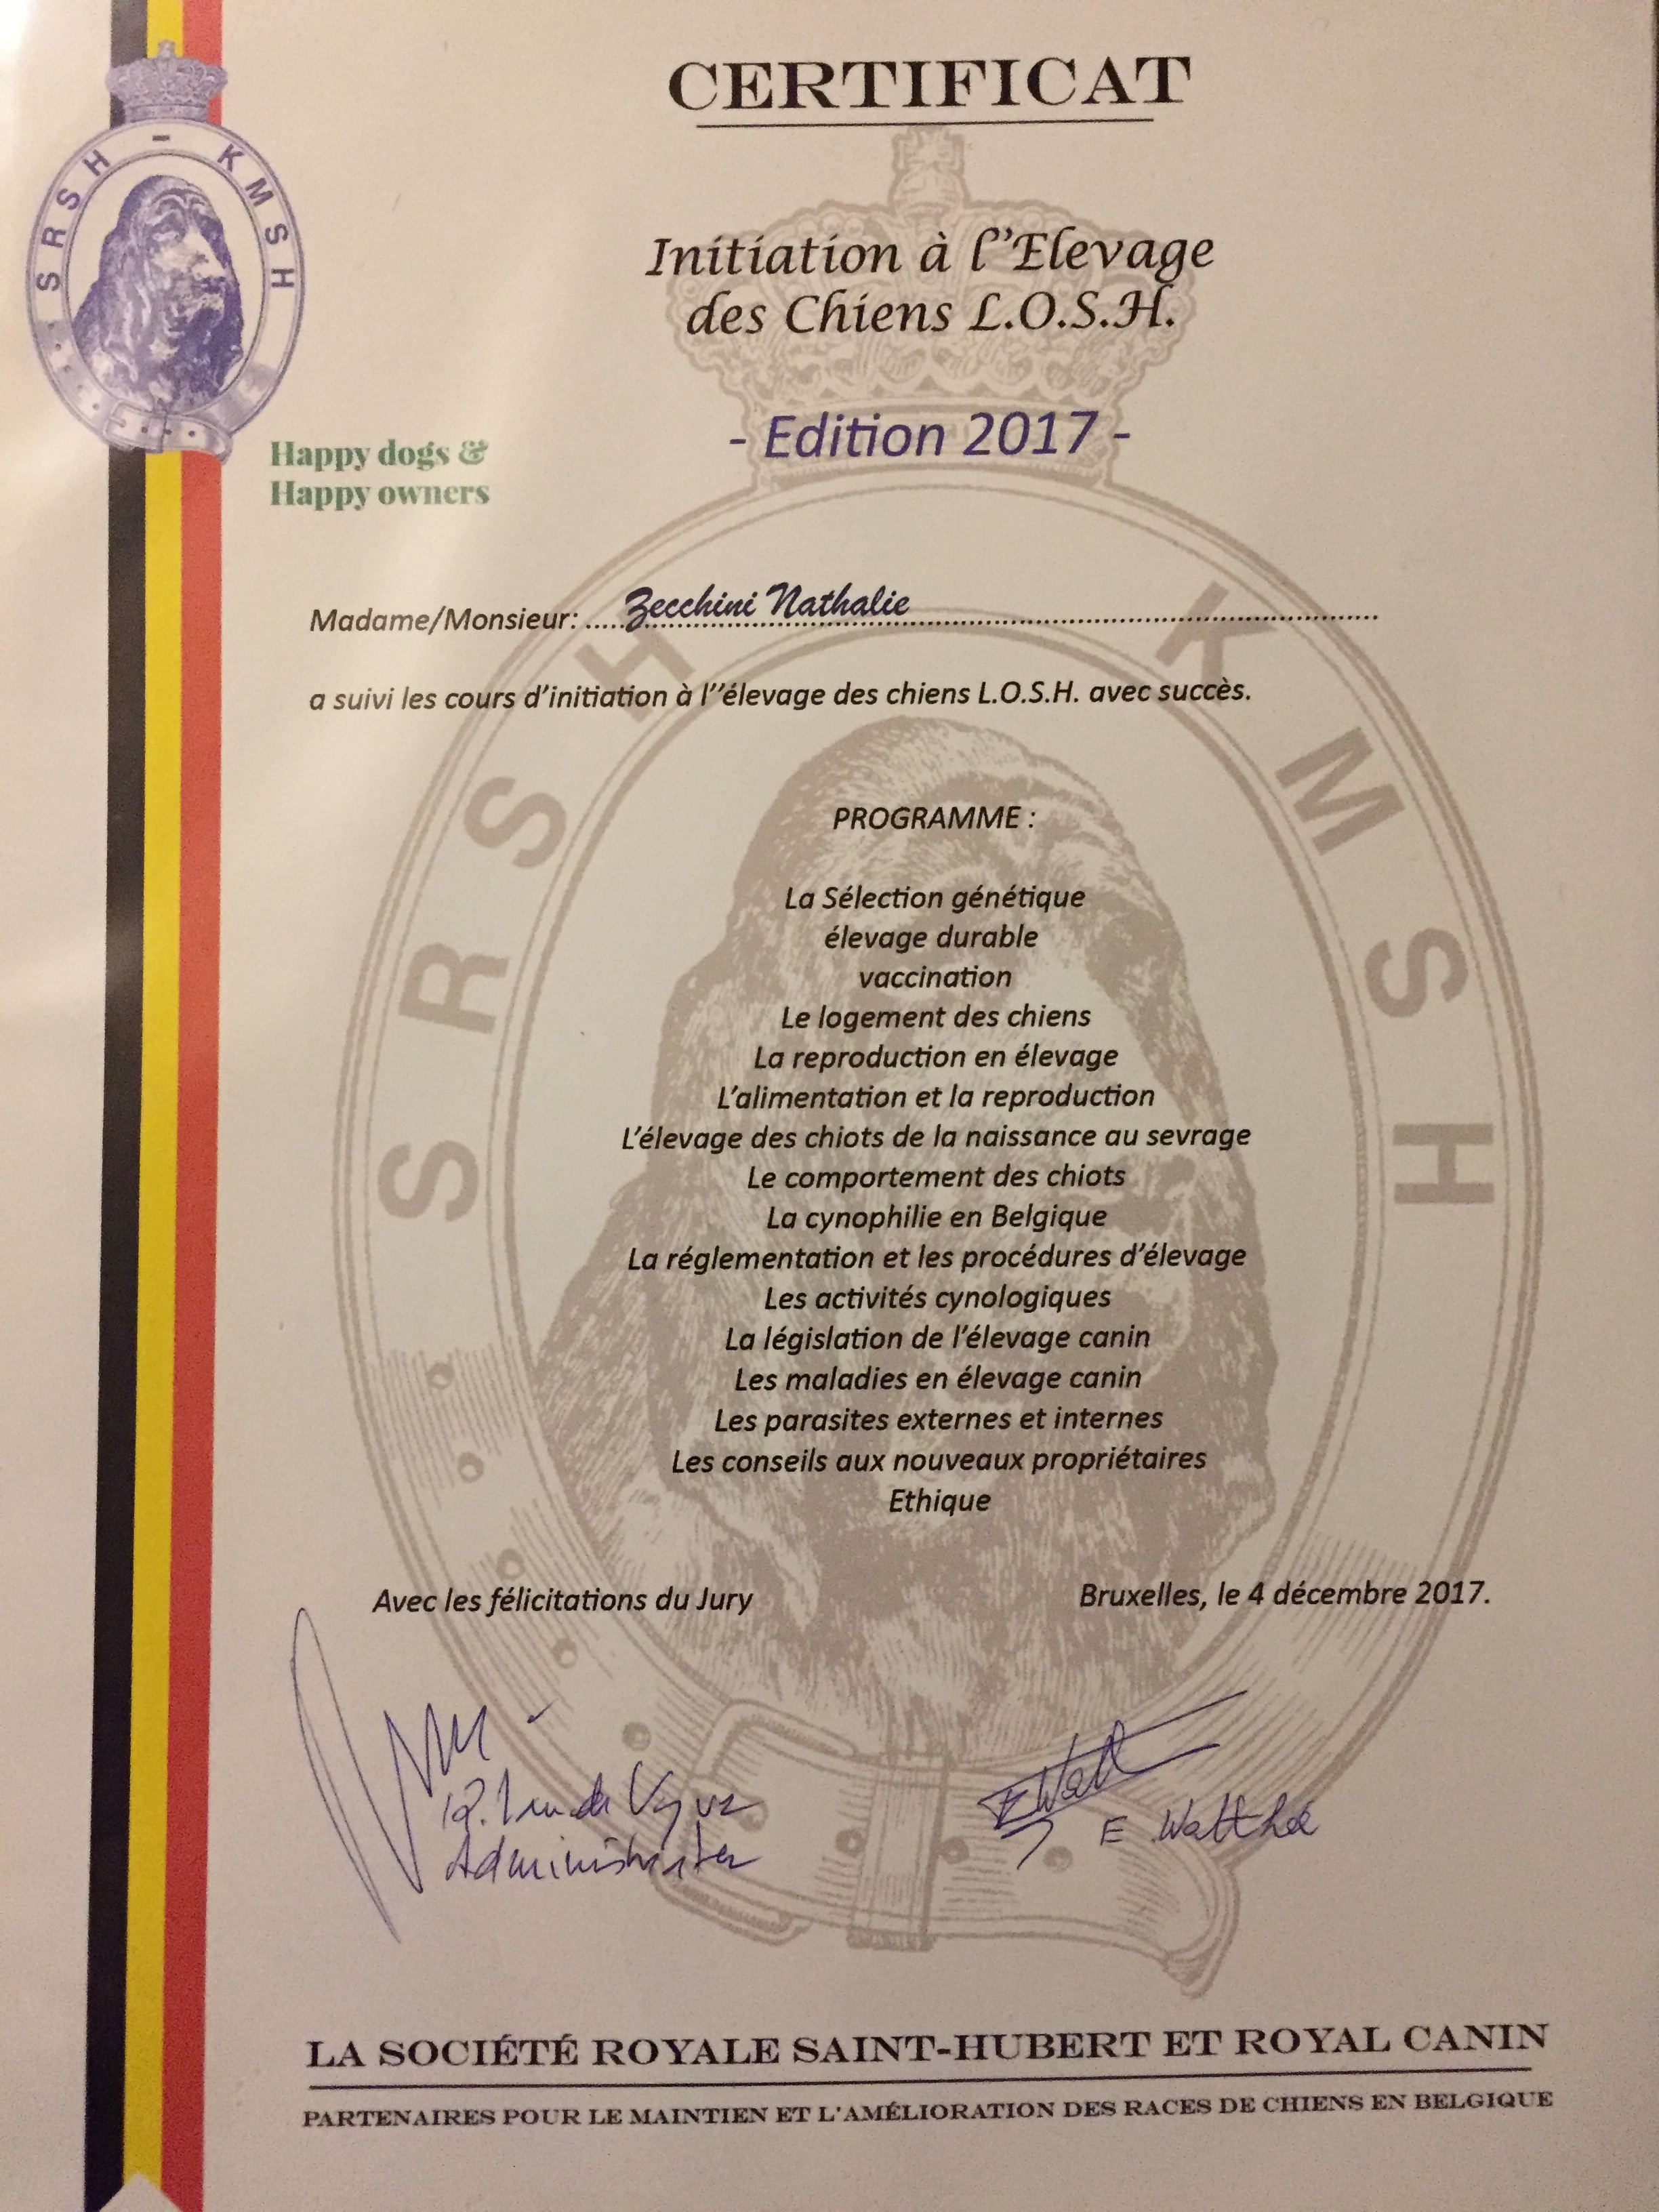 CERTIFICAT
SRSH - KMSH
Initiation à l''Elevage
des Chiens L.O.S.H.
- Edition 2017 -
Happy dogs &
Happy owners
Madame/Monsieur: Zecchini Nathalie
a suivi les cours d'initiation à l''élevage des chiens L.O.S.H. avec succès.
SRSH KMSH
PROGRAMME :
La Sélection génétique
élevage durable
vaccination
Le logement des chiens
La reproduction en élevage
L'alimentation et la reproduction
L'élevage des chiots de la naissance au sevrage
Le comportement des chiots
La cynophilie en Belgique
La réglementation et les procédures d'élevage
Les activités cynologiques
La législation de l'élevage canin
Les maladies en élevage canin
Les parasites externes et internes
Les conseils aux nouveaux propriétaires
Ethique
Avec les félicitations du Jury
Bruxelles, le 4 décembre 2017.
E Watthé
LA SOCIÉTÉ ROYALE SAINT-HUBERT ET ROYAL CANIN
PARTENAIRES POUR LE MAINTIEN ET L'AMÉLIORATION DES RACES DE CHIENS EN BELGIQUE